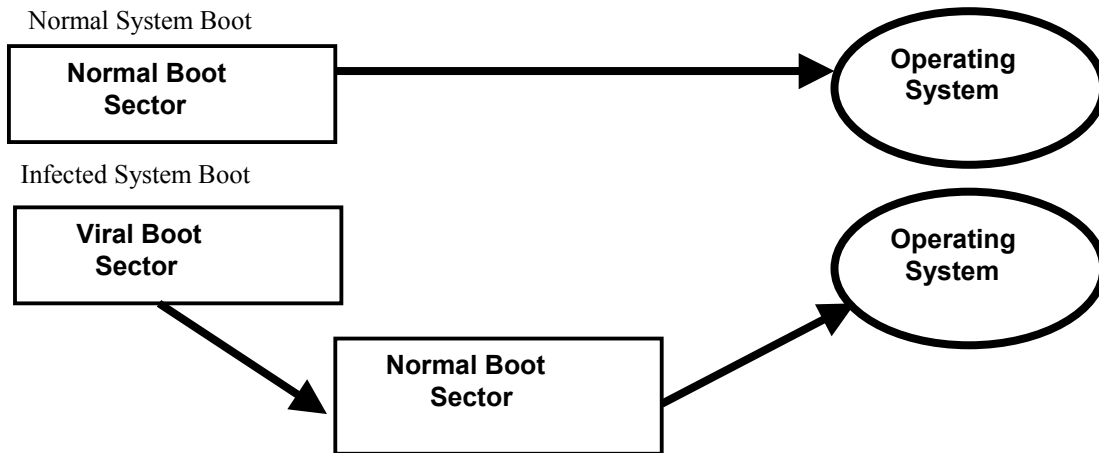 Normal System Boot
Normal Boot
Sector
Operating
System
Infected System Boot
Viral Boot
Sector
Operating
System
Normal Boot
Sector